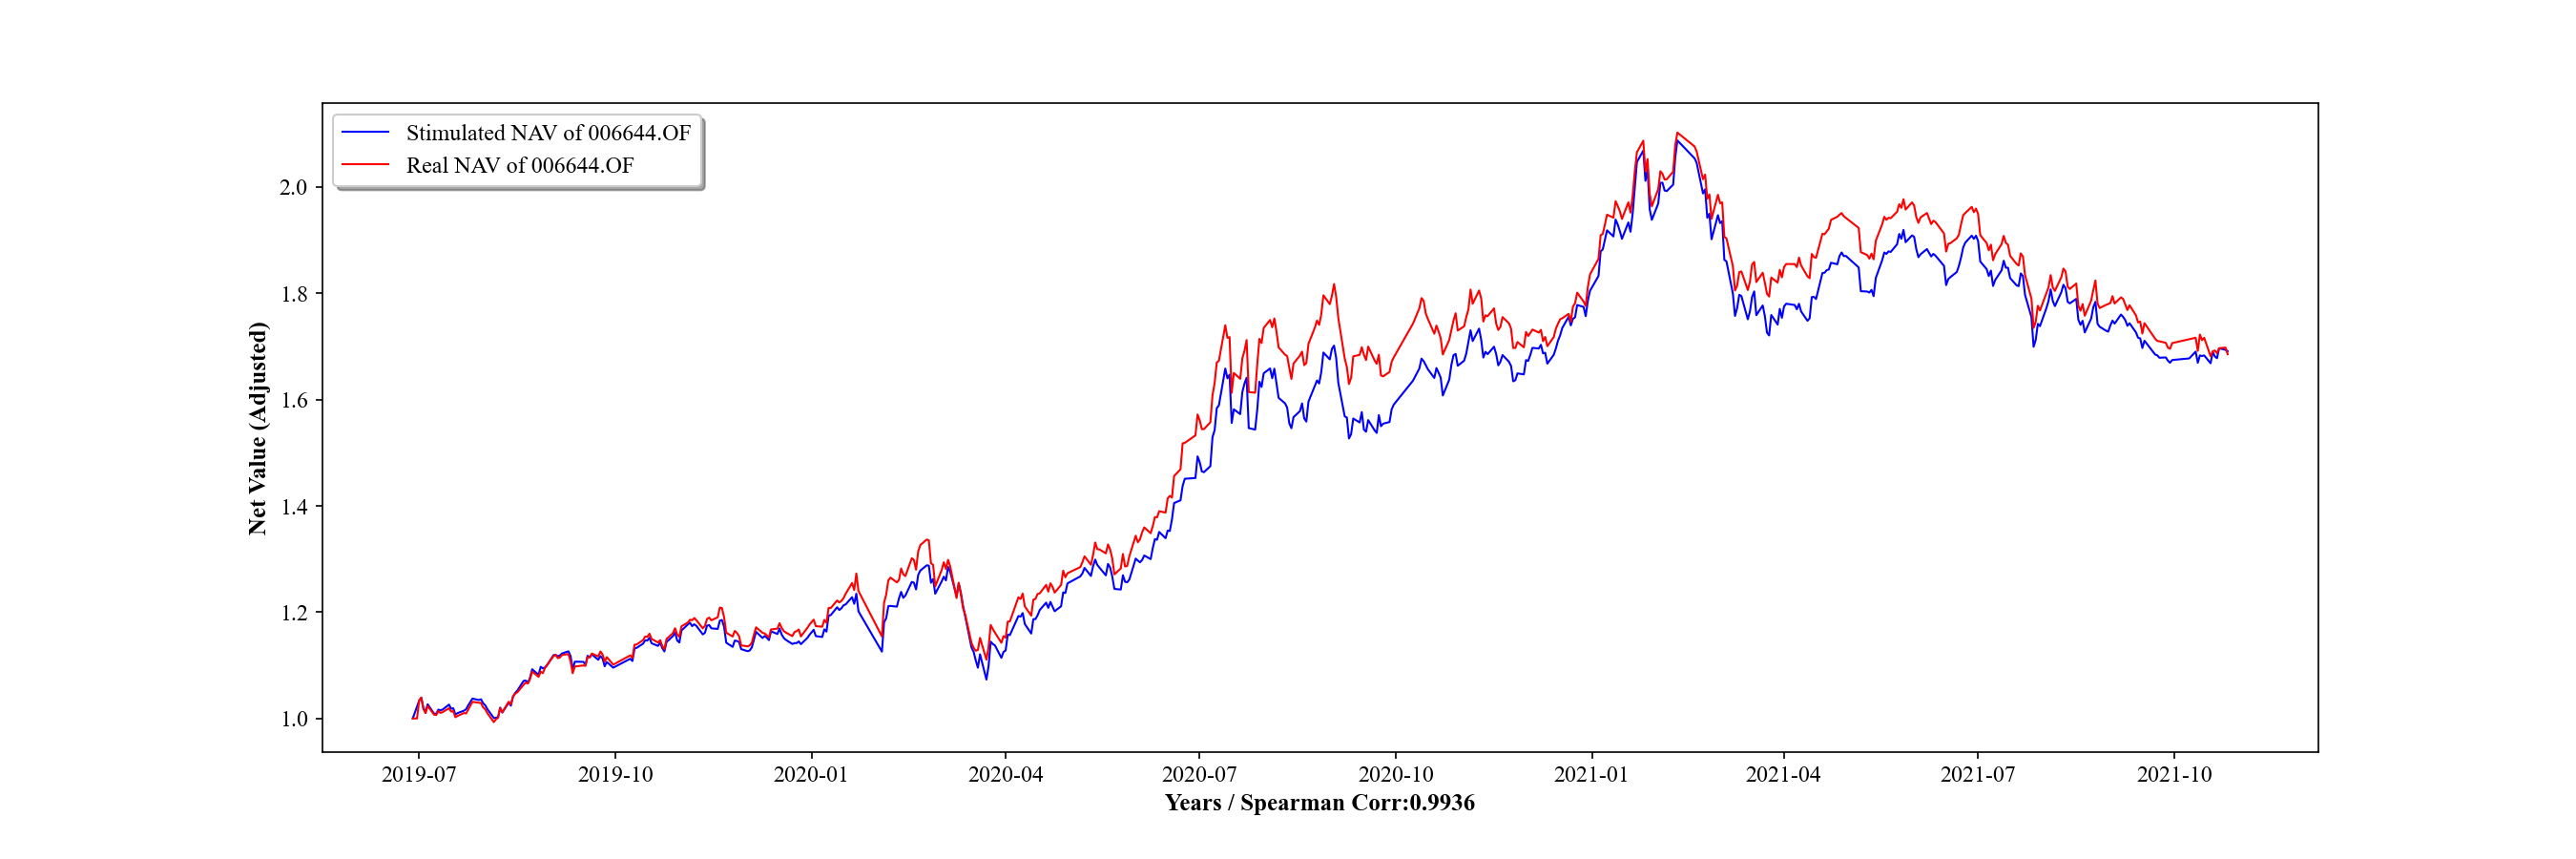 Stimulated NAV of 006644.OF
Real NAV of 006644.OF
Net Value (Adjusted)
2.0
1.8
1.6
1.4
1.2
1.0
2019-07 2019-10 2020-01 2020-04 2020-07 2020-10 2021-01 2021-04 2021-07 2021-10
Years / Spearman Corr:0.9936